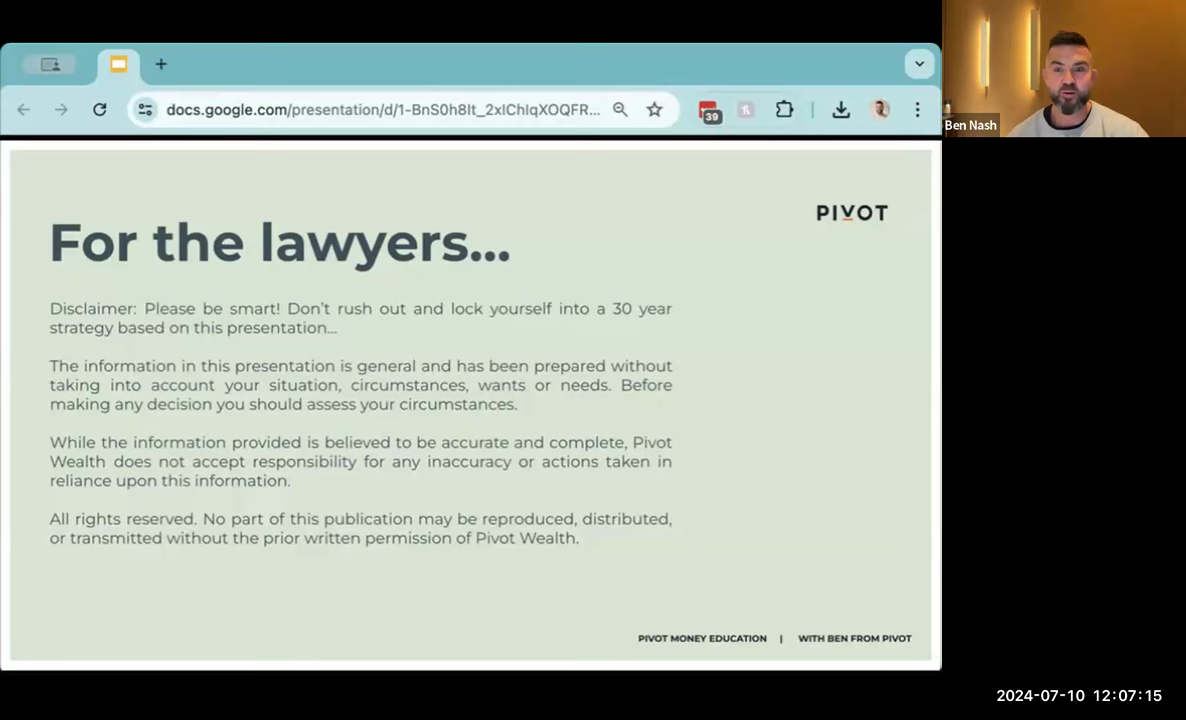 docs.google.com/presentation/d/1-BnS0h8It_2xIChlqXOQFR...
39
Ben Nash
PIVOT
For the lawyers...
Disclaimer: Please be smart! Don't rush out and lock yourself into a 30 year
strategy based on this presentation...
The information in this presentation is general and has been prepared without
taking into account your situation, circumstances, wants or needs. Before
making any decision you should assess your circumstances.
While the information provided is believed to be accurate and complete, Pivot
Wealth does not accept responsibility for any inaccuracy or actions taken in
reliance upon this information.
All rights reserved. No part of this publication may be reproduced, distributed,
or transmitted without the prior written permission of Pivot Wealth.
PIVOT MONEY EDUCATION | WITH BEN FROM PIVOT
2024-07-10 12:07:15